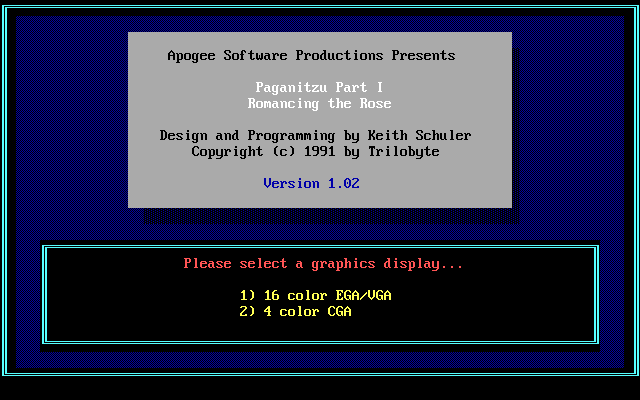 Apogee Software Productions Presents
Paganitzu Part I
Romancing the Rose
Design and Programming by Keith Schuler
Copyright (c) 1991 by Trilobyte
Version 1.02
Please select a graphics display...
1) 16 color EGA/VGA
2) 4 color CGA